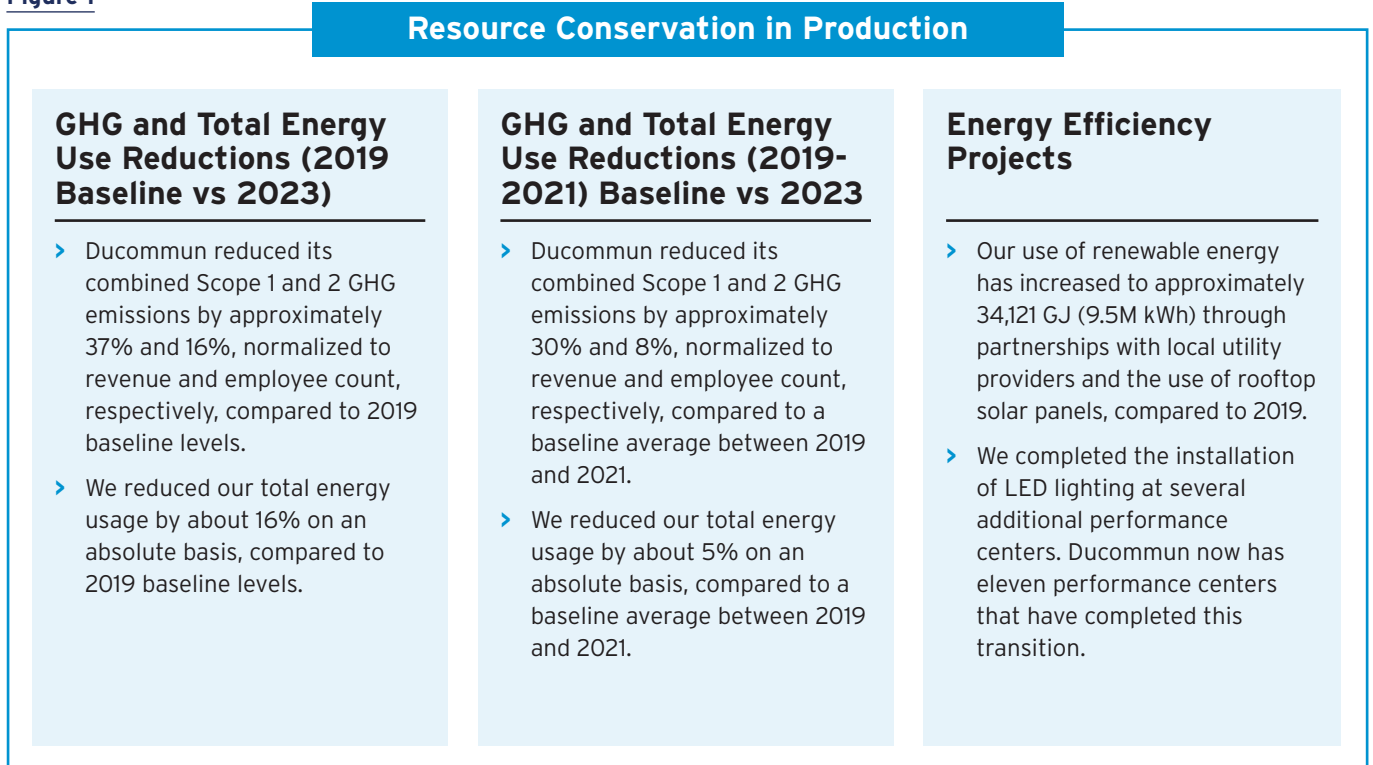 Figure 1
Resource Conservation in Production
GHG and Total Energy
Use Reductions (2019
Baseline vs 2023)
> Ducommun reduced its
combined Scope 1 and 2 GHG
emissions by approximately
37% and 16%, normalized to
revenue and employee count,
respectively, compared to 2019
baseline levels.
> We reduced our total energy
usage by about 16% on an
absolute basis, compared to
2019 baseline levels.
GHG and Total Energy
Use Reductions (2019-
2021) Baseline vs 2023
> Ducommun reduced its
combined Scope 1 and 2 GHG
emissions by approximately
30% and 8%, normalized to
revenue and employee count,
respectively, compared to a
baseline average between 2019
and 2021.
> We reduced our total energy
usage by about 5% on an
absolute basis, compared to a
baseline average between 2019
and 2021.
Energy Efficiency
Projects
> Our use of renewable energy
has increased to approximately
34,121 GJ (9.5M kWh) through
partnerships with local utility
providers and the use of rooftop
solar panels, compared to 2019.
> We completed the installation
of LED lighting at several
additional performance
centers. Ducommun now has
eleven performance centers
that have completed this
transition.